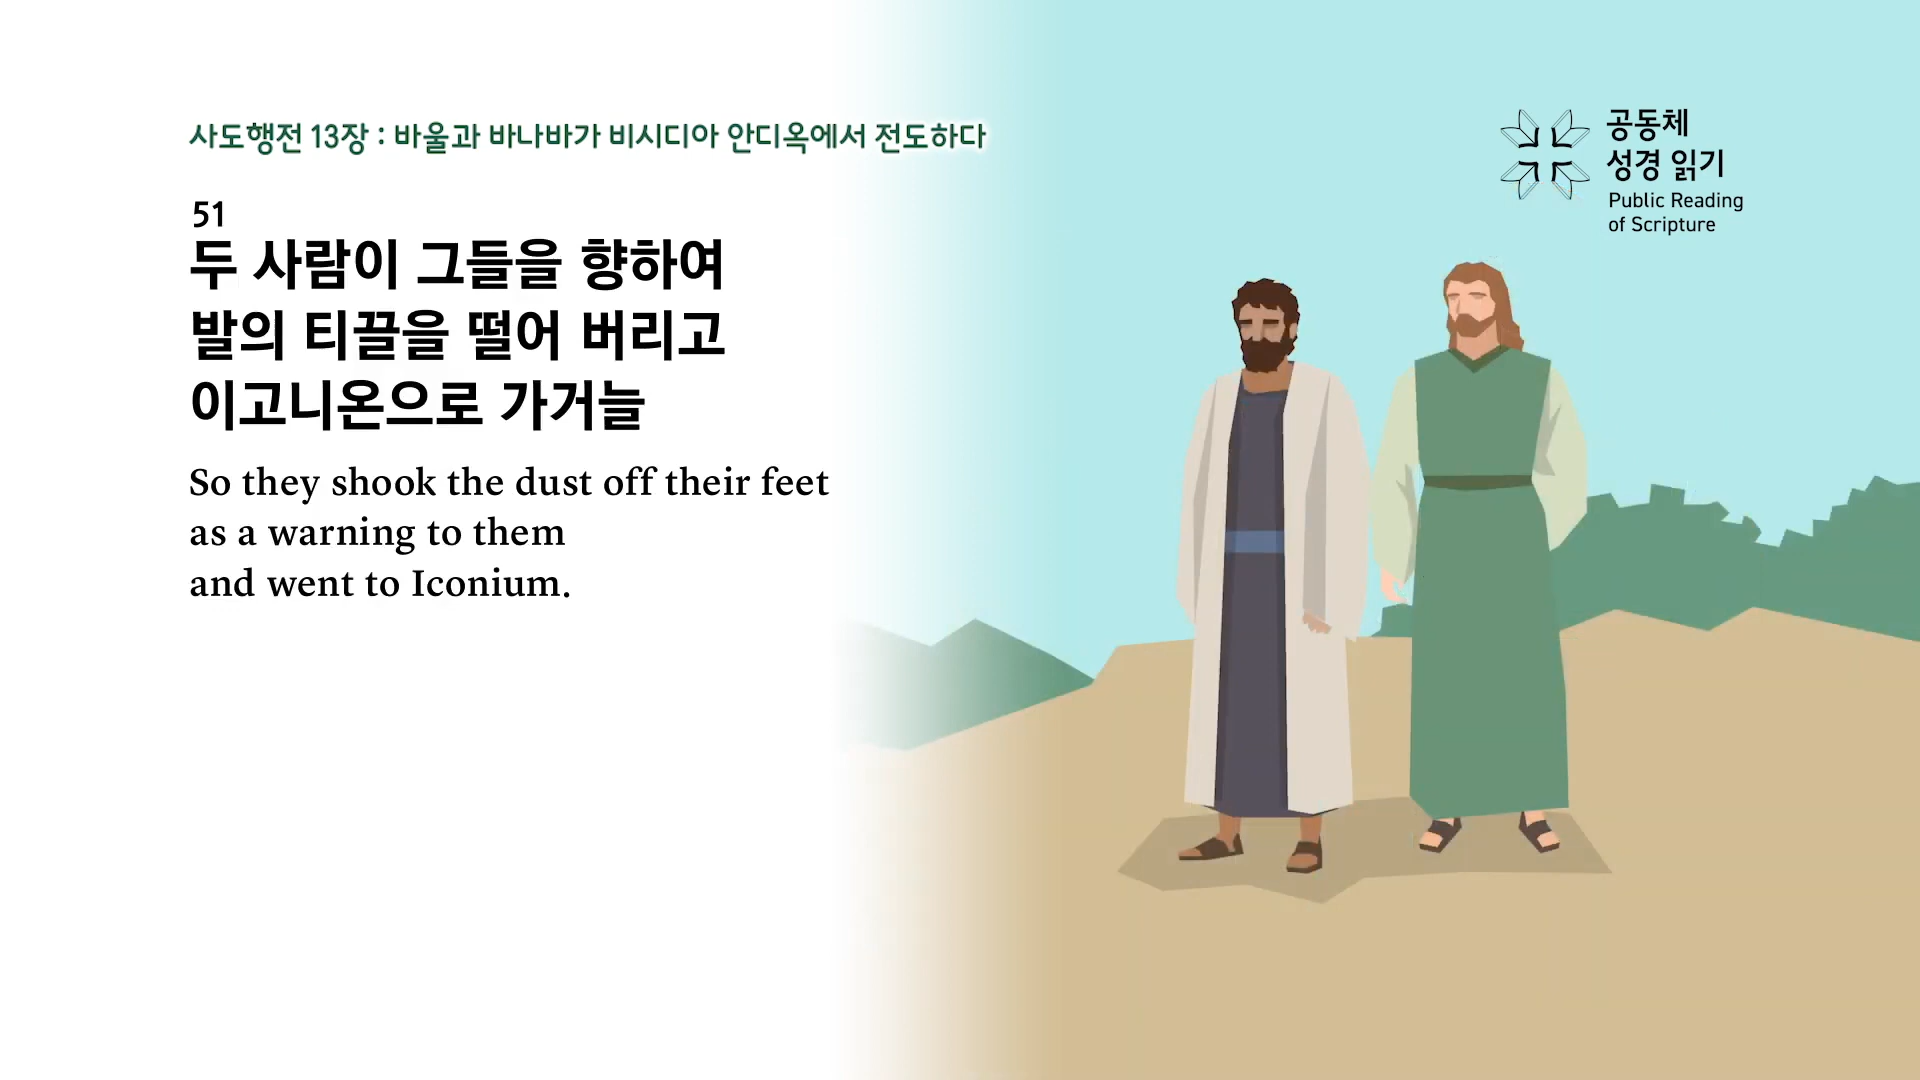 사도행전 13장 : 바울과 바나바가 비시디아 안디옥에서 전도하다
51
두 사람이 그들을 향하여
발의 티끌을 떨어 버리고
이고니온으로 가거늘
So they shook the dust off their feet
as a warning to them
and went to Iconium.
공동체
성경 읽기
Public Reading
of Scripture